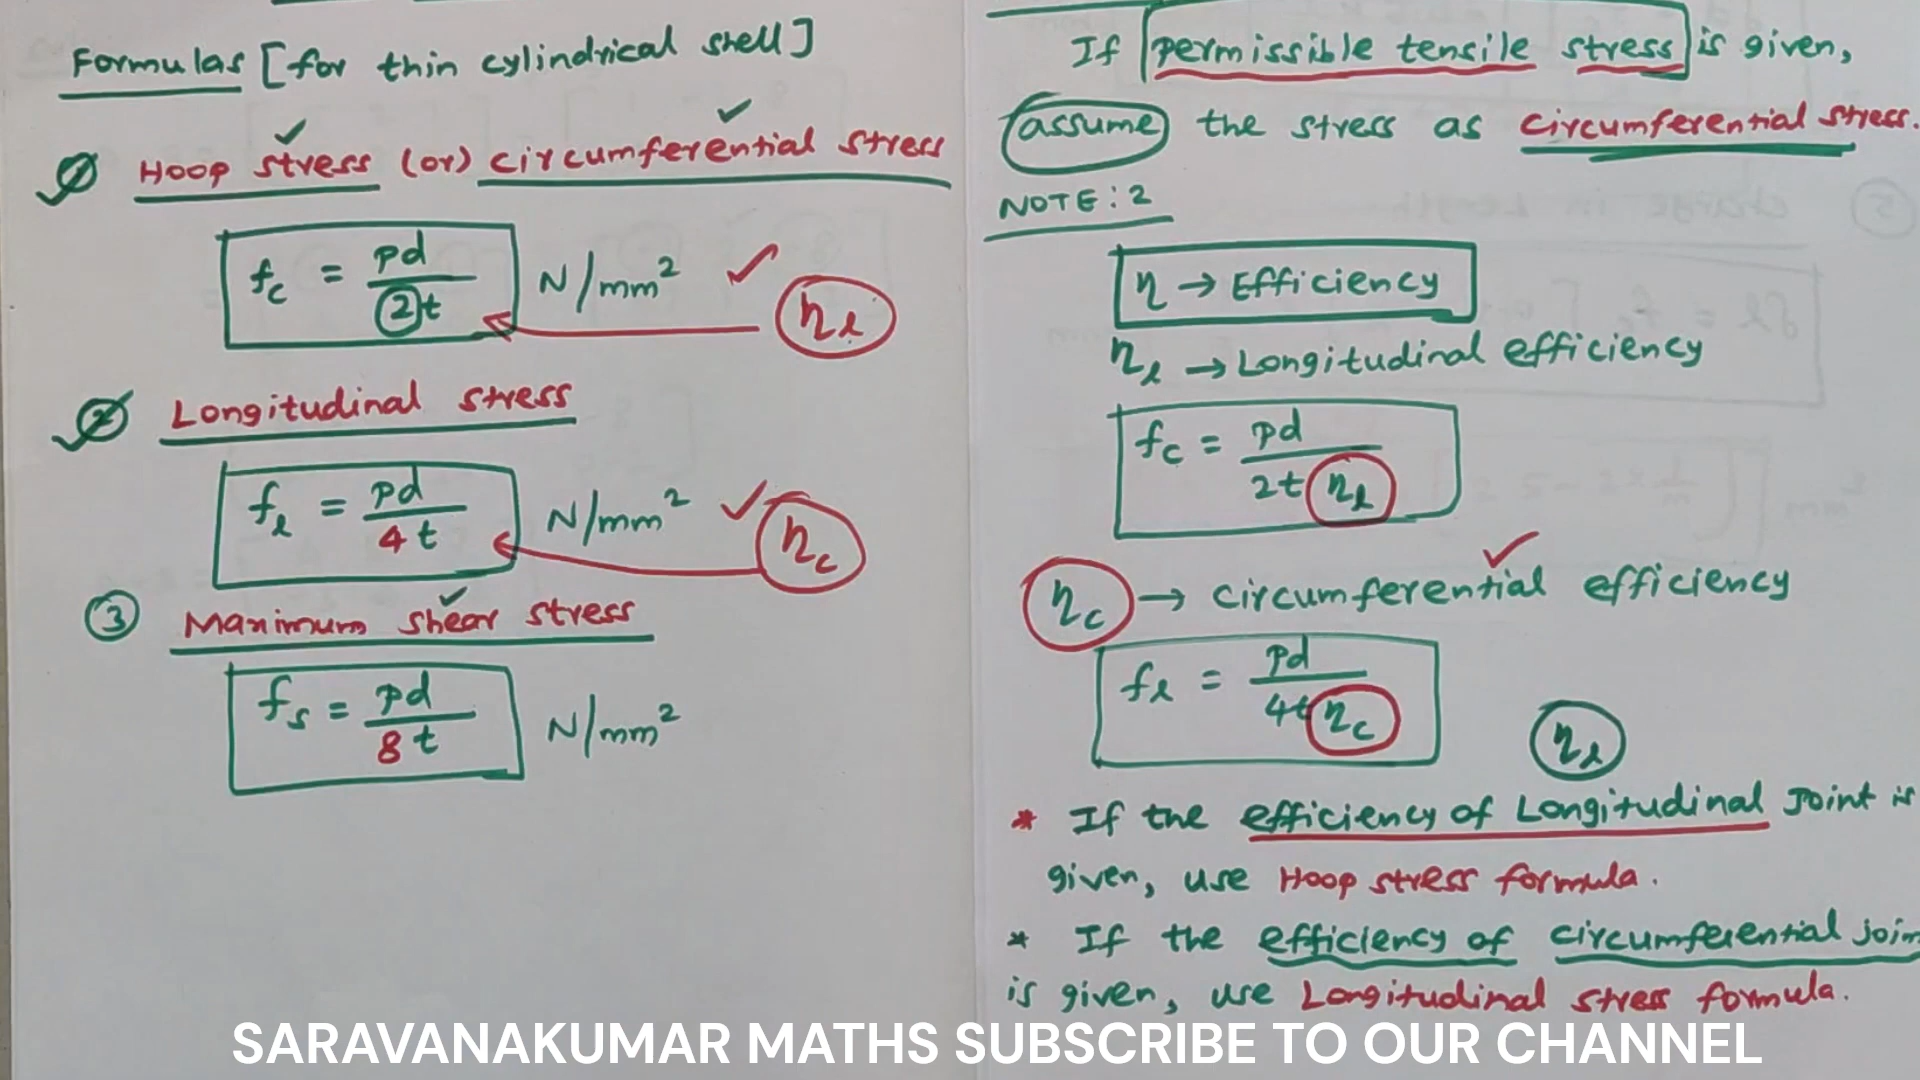 Formulas [for thin cylindrical shell]
① Hoop stress (or) circumferential stress
fc = pd / 2t N/mm²
ηl
② Longitudinal stress
fl = pd / 4t N/mm²
ηc
③ Maximum shear stress
fs = pd / 8t N/mm²
If permissible tensile stress is given,
assume the stress as circumferential stress.
NOTE: 2
η → Efficiency
ηl → Longitudinal efficiency
fc = pd / 2t ηl
ηc → circumferential efficiency
fl = pd / 4t ηc
ηl
* If the efficiency of Longitudinal Joint is
given, use Hoop stress formula.
* If the efficiency of circumferential join
is given, use Longitudinal stress formula.
SARAVANAKUMAR MATHS SUBSCRIBE TO OUR CHANNEL